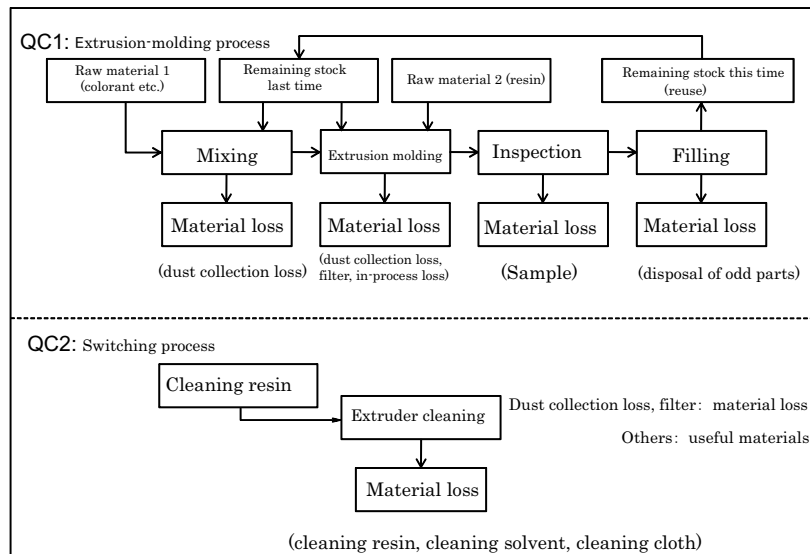 QC1: Extrusion-molding process
Raw material 1
(colorant etc.)
Remaining stock
last time
Raw material 2 (resin)
Remaining stock this time
(reuse)
Mixing
Extrusion molding
Inspection
Filling
Material loss
Material loss
Material loss
Material loss
(dust collection loss)
(dust collection loss,
filter, in-process loss)
(Sample)
(disposal of odd parts)
QC2: Switching process
Cleaning resin
Extruder cleaning
Dust collection loss, filter: material loss
Others: useful materials
Material loss
(cleaning resin, cleaning solvent, cleaning cloth)